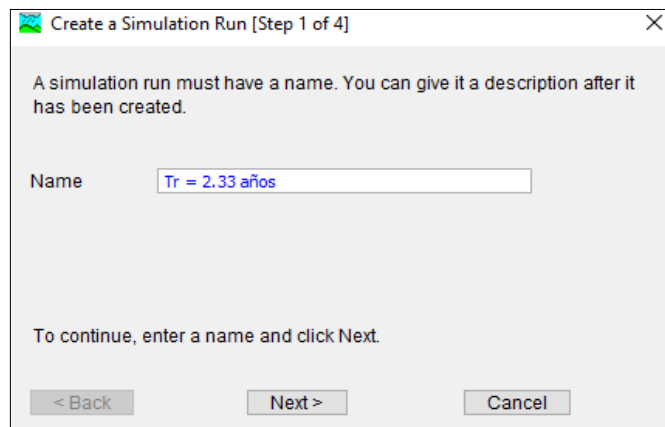 Create a Simulation Run [Step 1 of 4]
A simulation run must have a name. You can give it a description after it
has been created.
Name
Tr = 2.33 años
To continue, enter a name and click Next.
< Back
Next >
Cancel